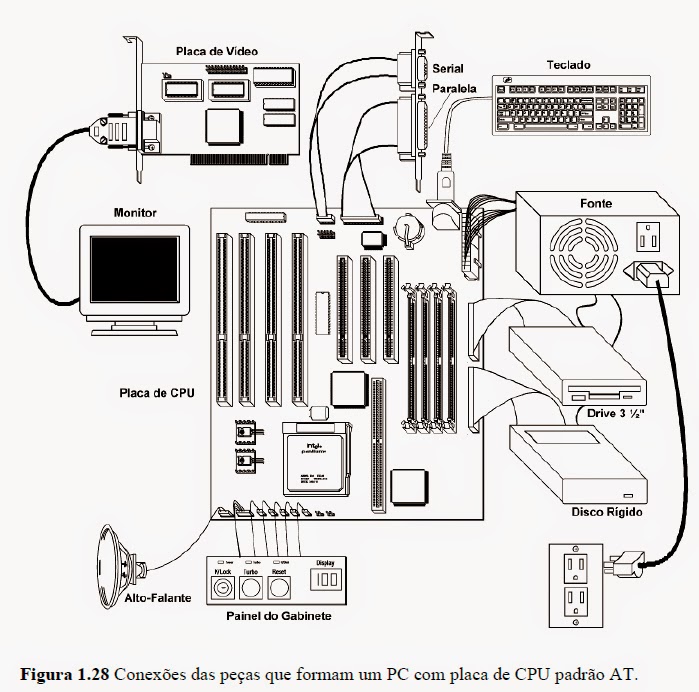 Placa de Video
Serial
Paralela
Teclado
Monitor
Fonte
Placa de CPU
Drive 3 ½"
intel
Disco Rígido
K/Lock
Turbo
Reset
Display
Alto-Falante
Painel do Gabinete
Figura 1.28 Conexões das peças que formam um PC com placa de CPU padrão AT.